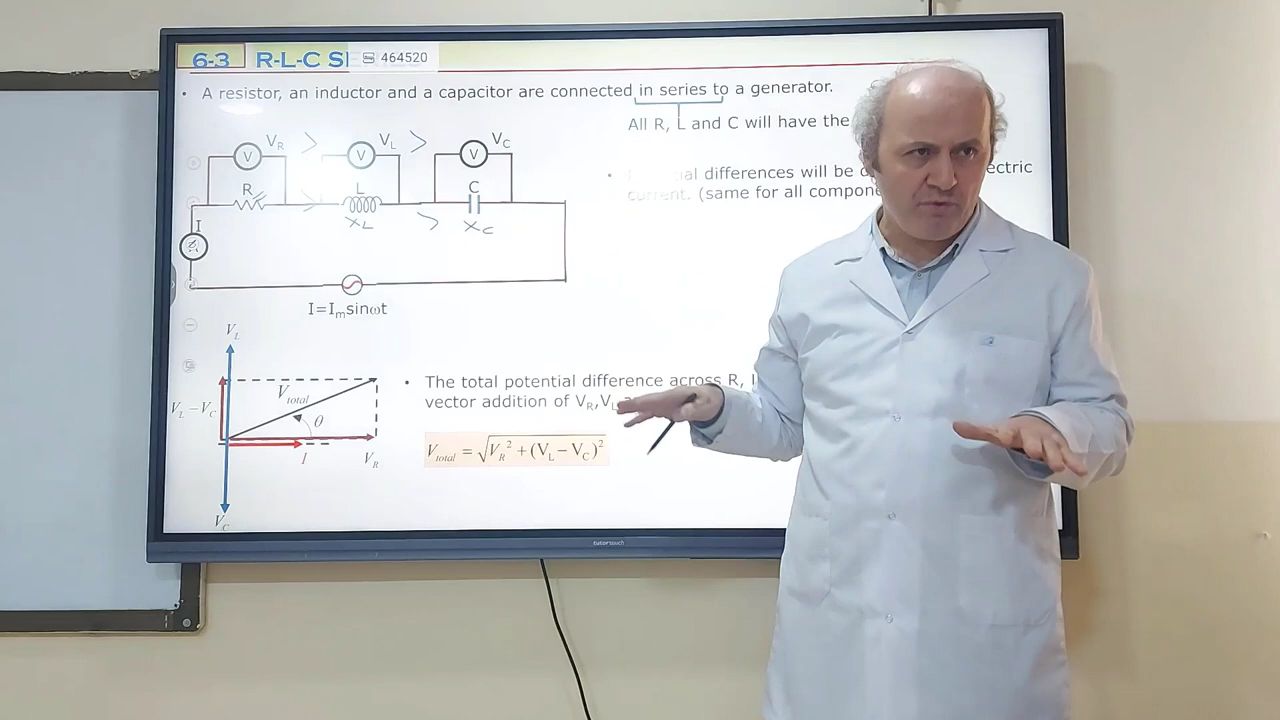 6-3 R-L-C S
464520
• A resistor, an inductor and a capacitor are connected in series to a generator.
All R, L and C will have the
• ial differences will be
ectric
current. (same for all compone
V_R > V_L > V_C
V V V
R L C
> X_L > X_C
I
I=I_m sinωt
V_L
V_total
V_L – V_C
θ
I V_R
V_C
• The total potential difference across R,
vector addition of V_R,V_L
V_total = √V_R² + (V_L – V_C)²
tutortouch